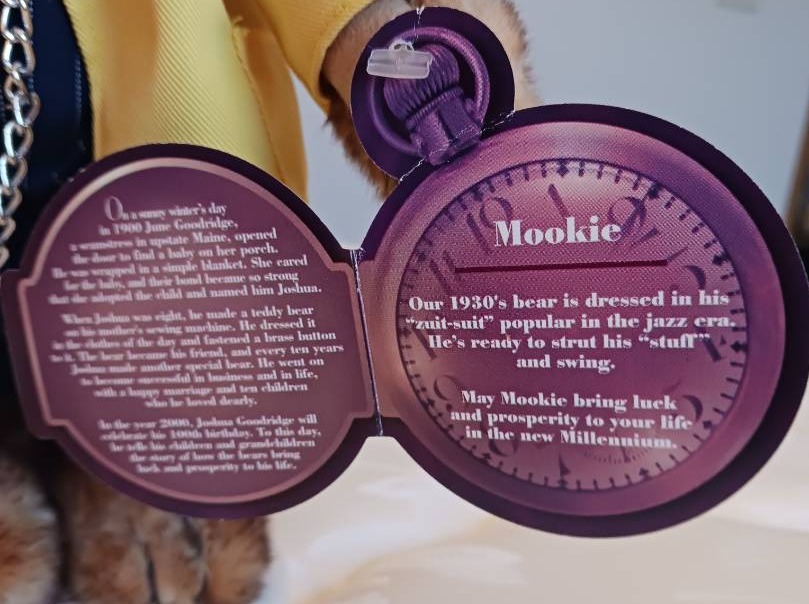 On a sunny winter's day
in 1900 June Goodridge,
a seamstress in upstate Maine, opened
the door to find a baby on her porch.
He was wrapped in a simple blanket. She cared
for the baby, and their bond became so strong
that she adopted the child and named him Joshua.
When Joshua was eight, he made a teddy bear
on his mother's sewing machine. He dressed it
in the clothes of the day and fastened a brass button
to it. The bear became his friend, and every ten years
Joshua made another special bear. He went on
to become successful in business and in life,
with a happy marriage and ten children
who he loved dearly.
In the year 2000, Joshua Goodridge will
celebrate his 100th birthday. To this day,
he tells his children and grandchildren
the story of how the bears bring
luck and prosperity to his life.
Mookie
Our 1930's bear is dressed in his
"zuit-suit" popular in the jazz era.
He's ready to strut his "stuff"
and swing.
May Mookie bring luck
and prosperity to your life
in the new Millennium.